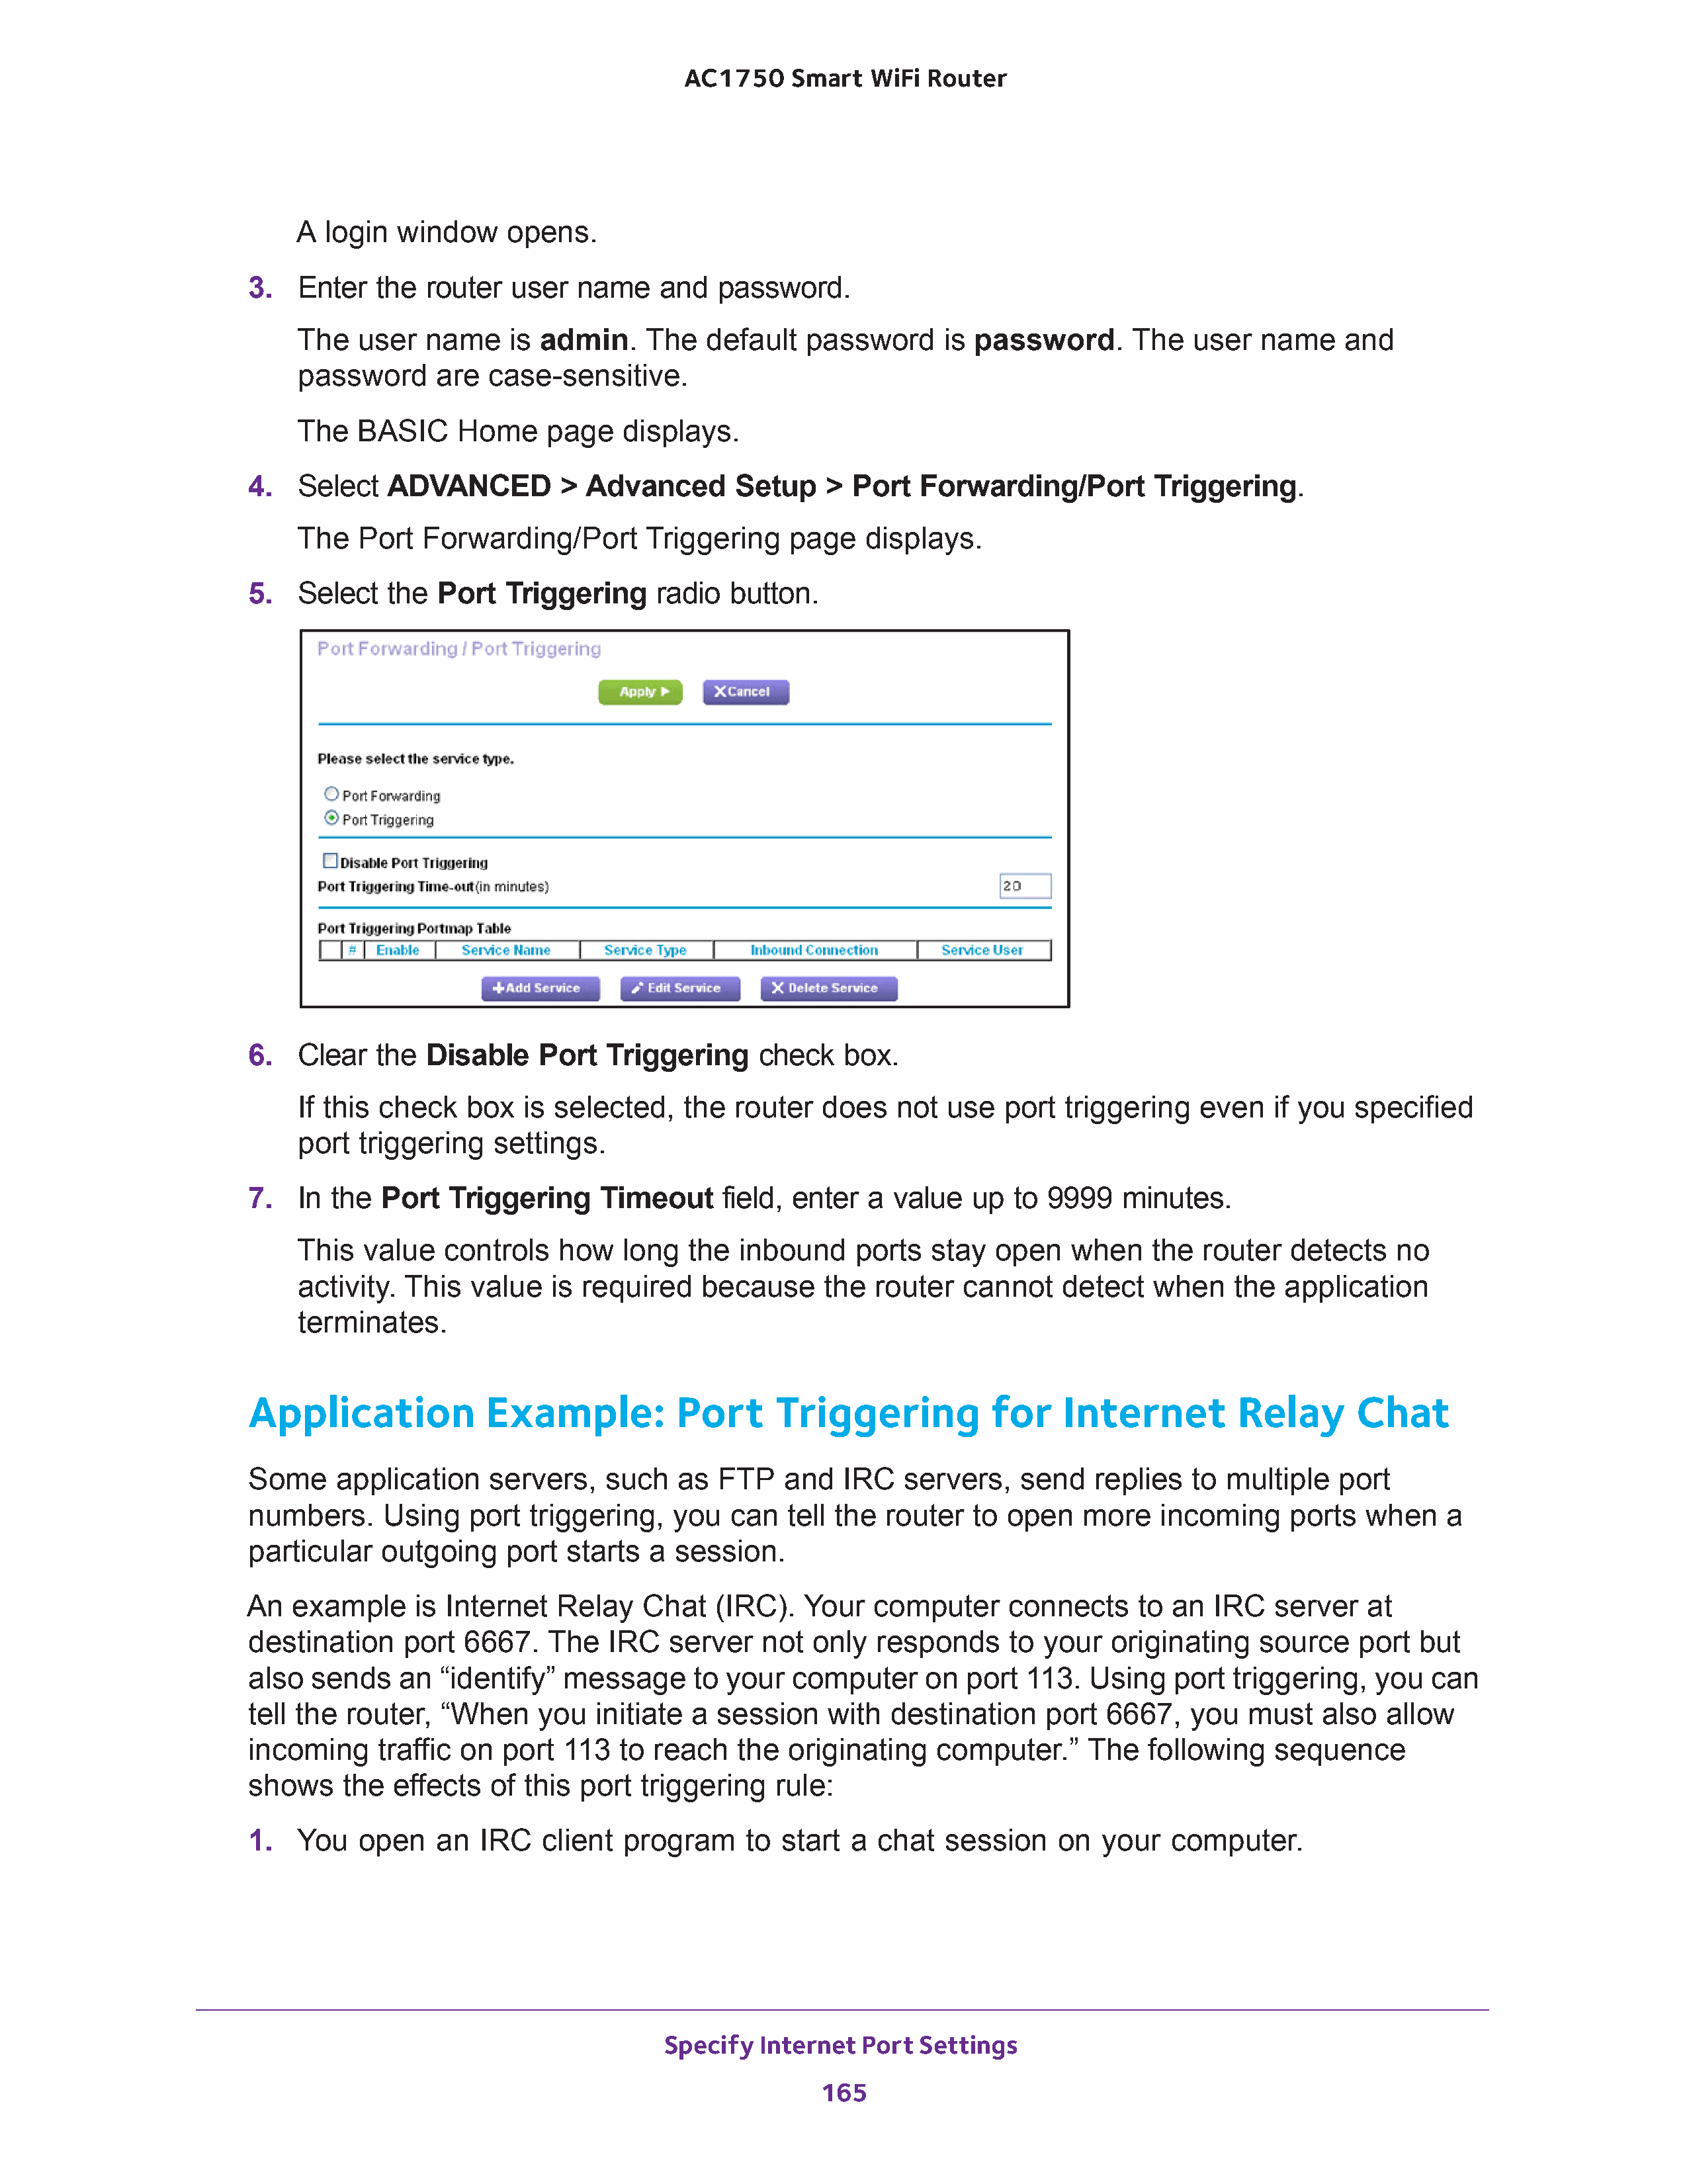 AC1750 Smart WiFi Router
A login window opens.
3. Enter the router user name and password.
The user name is admin. The default password is password. The user name and
password are case-sensitive.
The BASIC Home page displays.
4. Select ADVANCED > Advanced Setup > Port Forwarding/Port Triggering.
The Port Forwarding/Port Triggering page displays.
5. Select the Port Triggering radio button.
Port Forwarding / Port Triggering
Apply XCancel
Please select the service type.
Port Forwarding
Port Triggering
Disable Port Triggering
Port Triggering Time-out(in minutes) 20
Port Triggering Portmap Table
# Enable Service Name Service Type Inbound Connection Service User
+Add Service Edit Service X Delete Service
6. Clear the Disable Port Triggering check box.
If this check box is selected, the router does not use port triggering even if you specified
port triggering settings.
7. In the Port Triggering Timeout field, enter a value up to 9999 minutes.
This value controls how long the inbound ports stay open when the router detects no
activity. This value is required because the router cannot detect when the application
terminates.
Application Example: Port Triggering for Internet Relay Chat
Some application servers, such as FTP and IRC servers, send replies to multiple port
numbers. Using port triggering, you can tell the router to open more incoming ports when a
particular outgoing port starts a session.
An example is Internet Relay Chat (IRC). Your computer connects to an IRC server at
destination port 6667. The IRC server not only responds to your originating source port but
also sends an “identify” message to your computer on port 113. Using port triggering, you can
tell the router, “When you initiate a session with destination port 6667, you must also allow
incoming traffic on port 113 to reach the originating computer.” The following sequence
shows the effects of this port triggering rule:
1. You open an IRC client program to start a chat session on your computer.
Specify Internet Port Settings
165